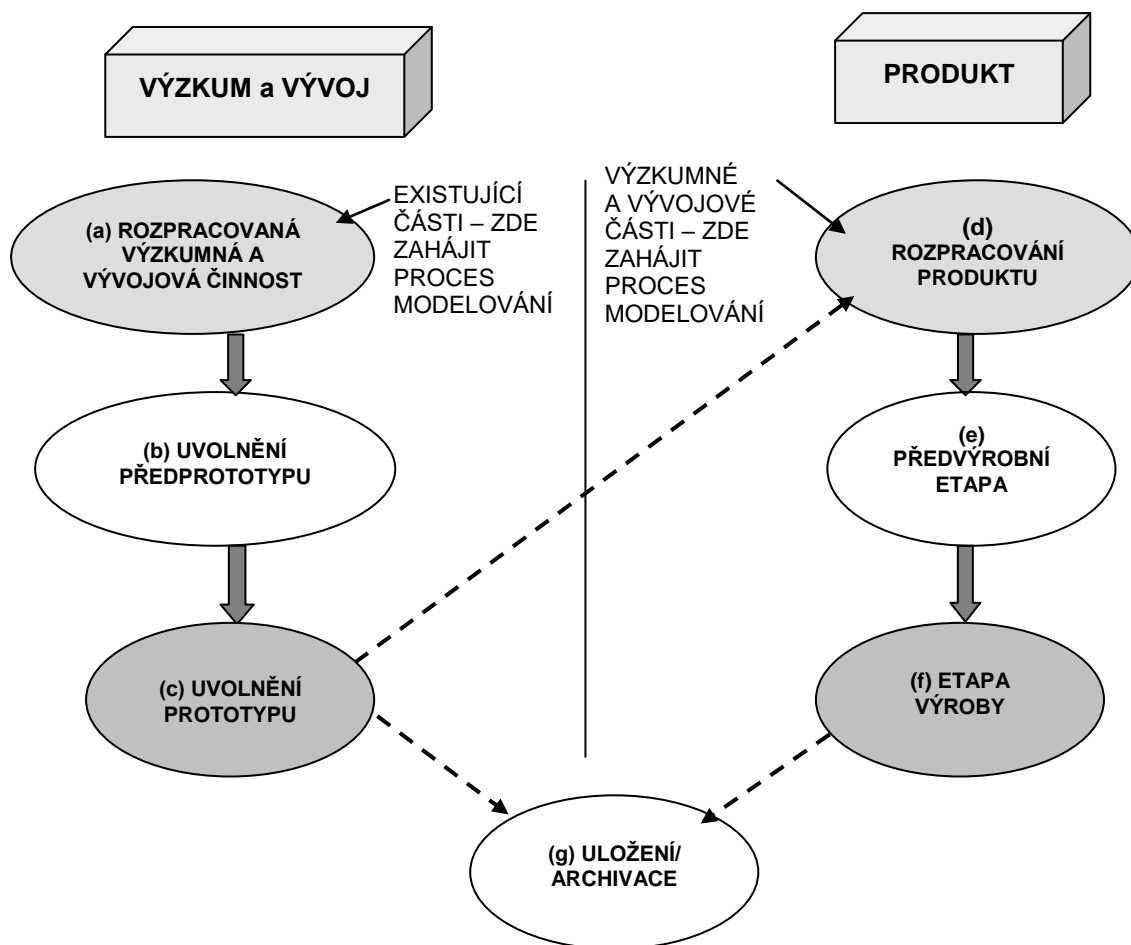 VÝZKUM a VÝVOJ
PRODUKT
(a) ROZPRACOVANÁ
VÝZKUMNÁ A
VÝVOJOVÁ ČINNOST
EXISTUJÍCÍ
ČÁSTI – ZDE
ZAHÁJIT
PROCES
MODELOVÁNÍ
VÝZKUMNÉ
A VÝVOJOVÉ
ČÁSTI – ZDE
ZAHÁJIT
PROCES
MODELOVÁNÍ
(d)
ROZPRACOVÁNÍ
PRODUKTU
(b) UVOLNĚNÍ
PŘEDPROTOTYPU
(e)
PŘEDVÝROBNÍ
ETAPA
(c) UVOLNĚNÍ
PROTOTYPU
(f) ETAPA
VÝROBY
(g) ULOŽENÍ/
ARCHIVACE